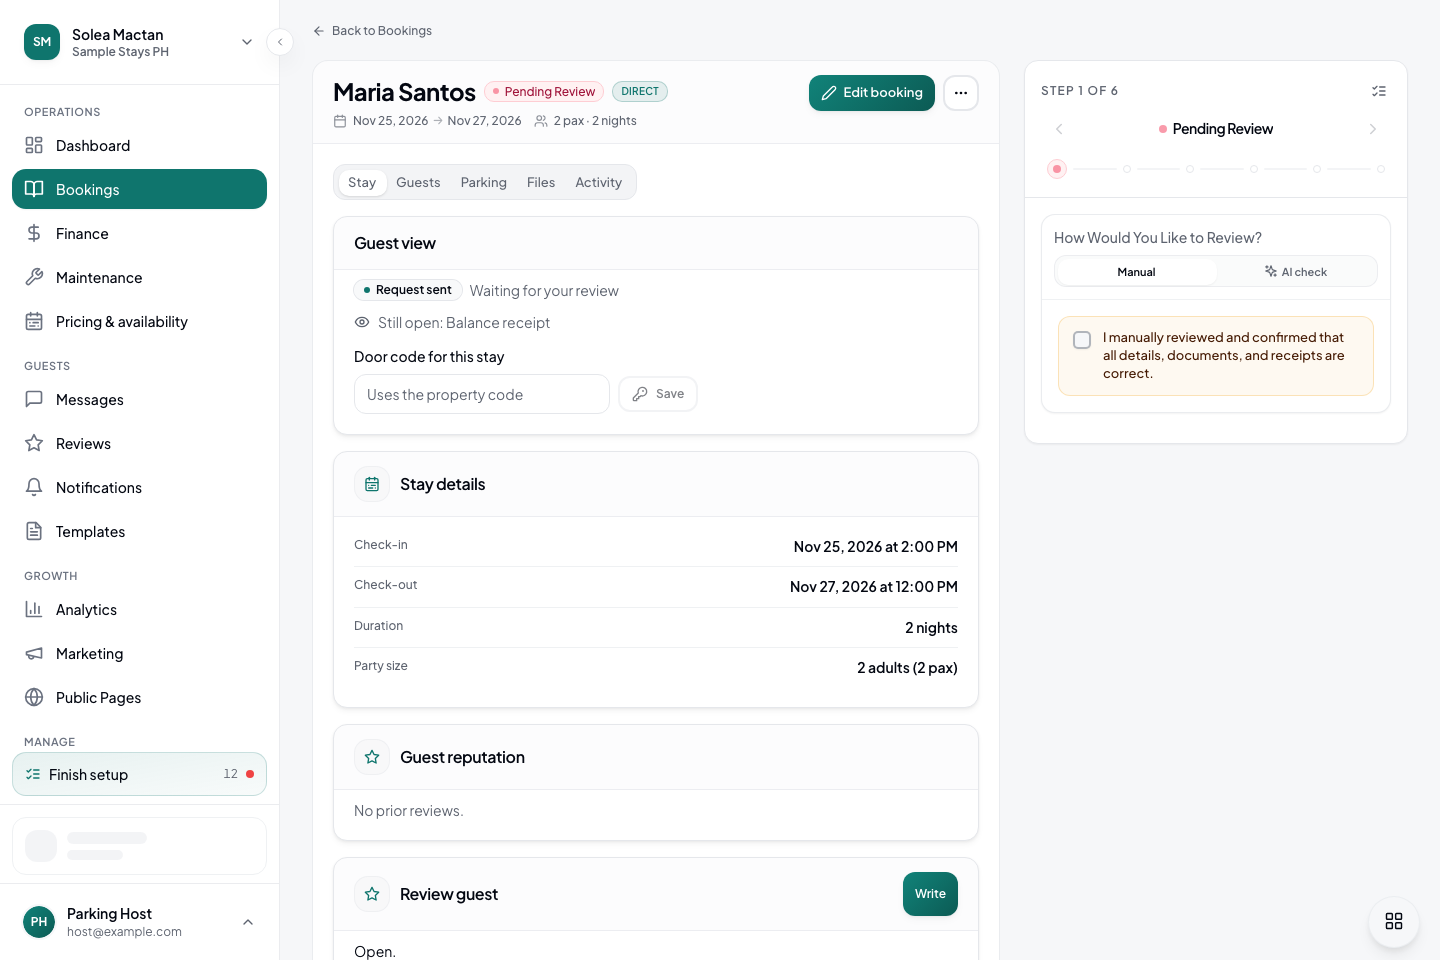 SM
Solea Mactan
Sample Stays PH
OPERATIONS
Dashboard
Bookings
Finance
Maintenance
Pricing & availability
GUESTS
Messages
Reviews
Notifications
Templates
GROWTH
Analytics
Marketing
Public Pages
MANAGE
Finish setup 12
PH
Parking Host
host@example.com
Back to Bookings
Maria Santos Pending Review DIRECT
Nov 25, 2026 → Nov 27, 2026 2 pax · 2 nights
Edit booking
Stay Guests Parking Files Activity
Guest view
Request sent Waiting for your review
Still open: Balance receipt
Door code for this stay
Uses the property code Save
Stay details
Check-in Nov 25, 2026 at 2:00 PM
Check-out Nov 27, 2026 at 12:00 PM
Duration 2 nights
Party size 2 adults (2 pax)
Guest reputation
No prior reviews.
Review guest Write
Open.
STEP 1 OF 6
Pending Review
How Would You Like to Review?
Manual AI check
I manually reviewed and confirmed that
all details, documents, and receipts are
correct.